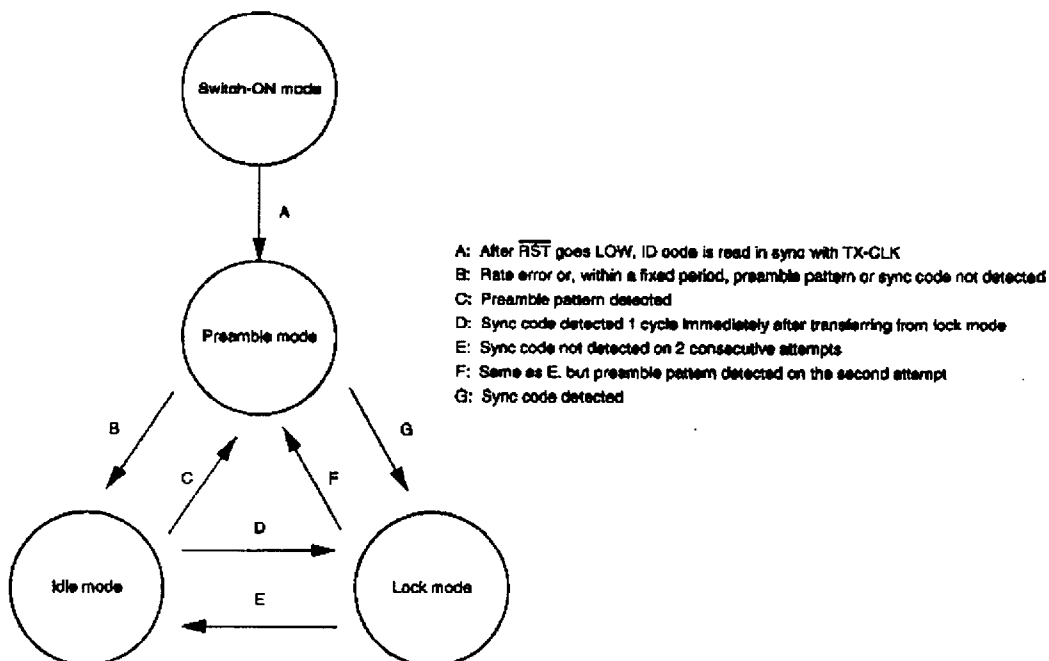 Switch-ON mode
A
A: After RST goes LOW, ID code is read in sync with TX-CLK
B: Rate error or, within a fixed period, preamble pattern or sync code not detected
C: Preamble pattern detected
D: Sync code detected 1 cycle immediately after transferring from lock mode
E: Sync code not detected on 2 consecutive attempts
F: Same as E. but preamble pattern detected on the second attempt
G: Sync code detected
Preamble mode
B
G
C
F
D
Idle mode
Lock mode
E